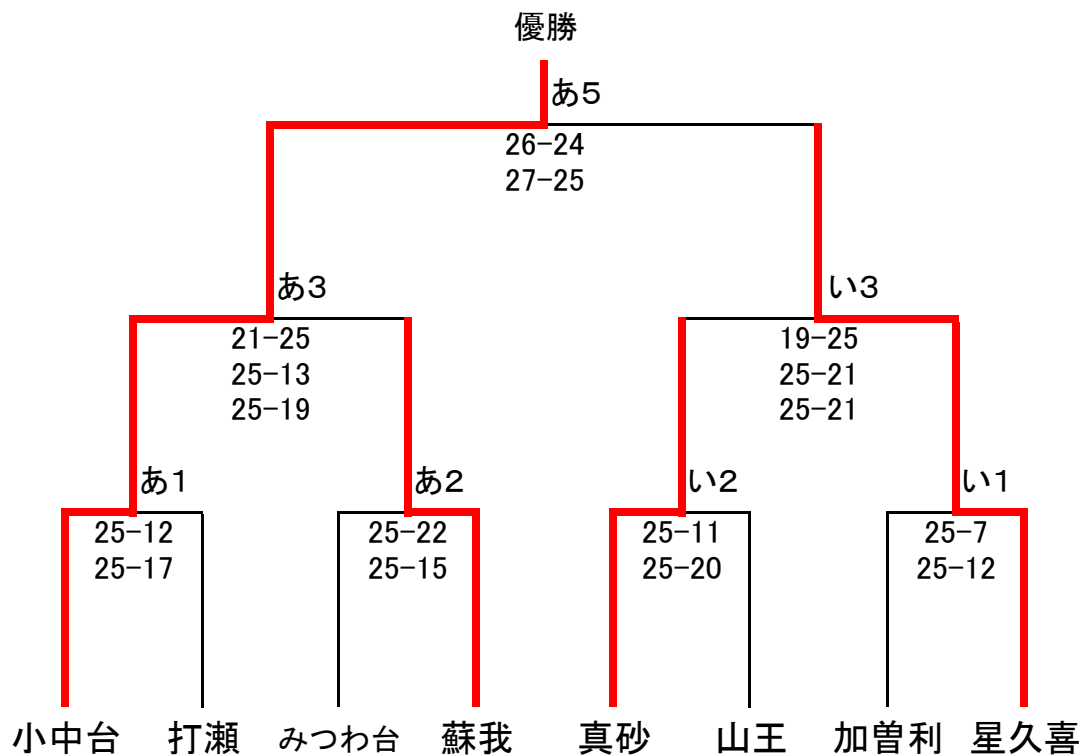 優勝
あ5
26-24
27-25
あ3
い3
21-25
25-13
25-19
19-25
25-21
25-21
あ1
あ2
い2
い1
25-12
25-17
25-22
25-15
25-11
25-20
25-7
25-12
小中台
打瀬
みつわ台
蘇我
真砂
山王
加曽利
星久喜